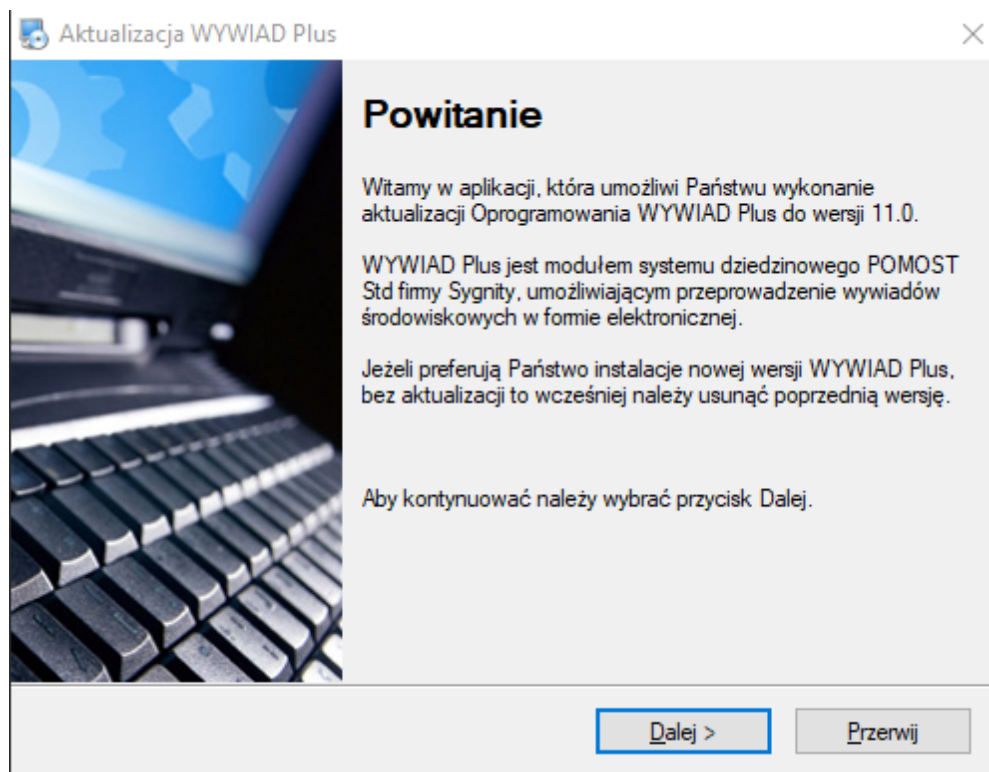 Aktualizacja WYWIAD Plus
Powitanie
Witamy w aplikacji, która umożliwi Państwu wykonanie
aktualizacji Oprogramowania WYWIAD Plus do wersji 11.0.
WYWIAD Plus jest modułem systemu dziedzinowego POMOST
Std firmy Sygnity, umożliwiającym przeprowadzenie wywiadów
środowiskowych w formie elektronicznej.
Jeżeli preferują Państwo instalacje nowej wersji WYWIAD Plus,
bez aktualizacji to wcześniej należy usunąć poprzednią wersję.
Aby kontynuować należy wybrać przycisk Dalej.
Dalej >
Przerwij